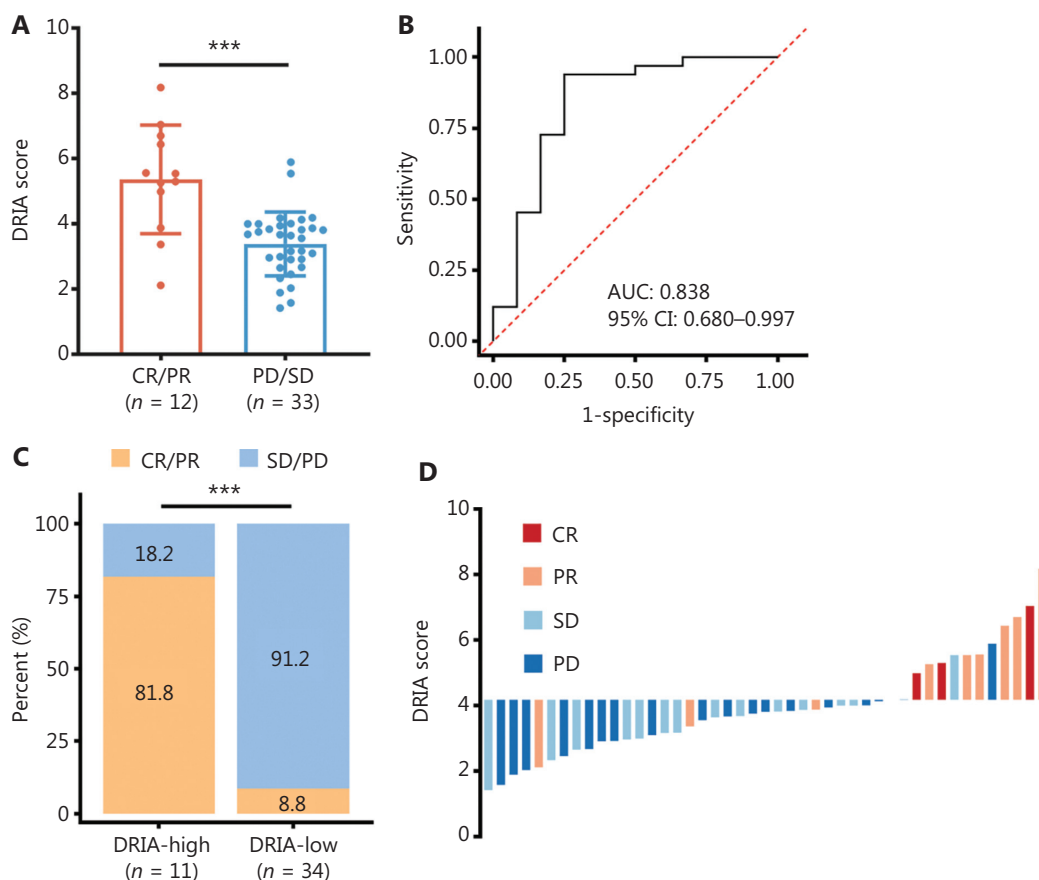 A
10
8
6
4
2
0
DRIA score
***
CR/PR
(n = 12)
PD/SD
(n = 33)
B
1.00
0.75
0.50
0.25
0.00
Sensitivity
AUC: 0.838
95% CI: 0.680–0.997
0.00 0.25 0.50 0.75 1.00
1-specificity
C
CR/PR
SD/PD
***
100
75
50
25
0
Percent (%)
18.2
81.8
91.2
8.8
DRIA-high
(n = 11)
DRIA-low
(n = 34)
D
10
8
6
4
2
0
DRIA score
CR
PR
SD
PD